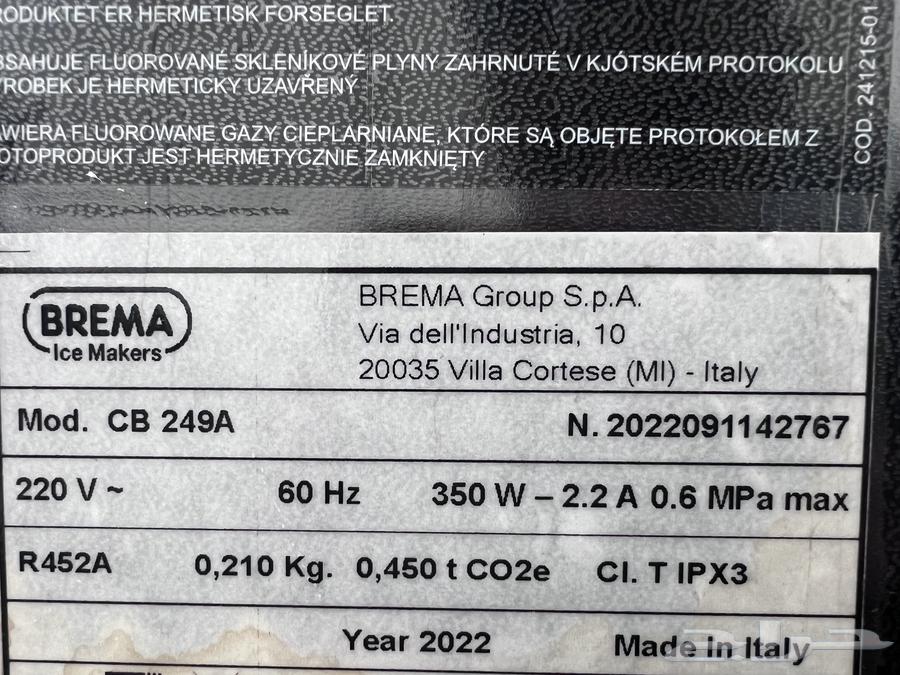 RODUKTET ER HERMETISK FORSEGLET.
BSAHUJE FLUOROVANÉ SKLENÍKOVÉ PLYNY ZAHRNUTÉ V KJÓTSKÉM PROTOKOLU
ÝROBEK JE HERMETICKY UZAVŘENÝ
AWIERA FLUOROWANE GAZY CIEPLARNIANE, KTÓRE SĄ OBJĘTE PROTOKOŁEM Z
OTOPRODUKT JEST HERMETYCZNIE ZAMKNIĘTY
COD. 241215-01
BREMA
Ice Makers
BREMA Group S.p.A.
Via dell'Industria, 10
20035 Villa Cortese (MI) - Italy
Mod. CB 249A N. 2022091142767
220 V ~ 60 Hz 350 W – 2.2 A 0.6 MPa max
R452A 0,210 Kg. 0,450 t CO2e Cl. T IPX3
Year 2022 Made in Italy
حراج